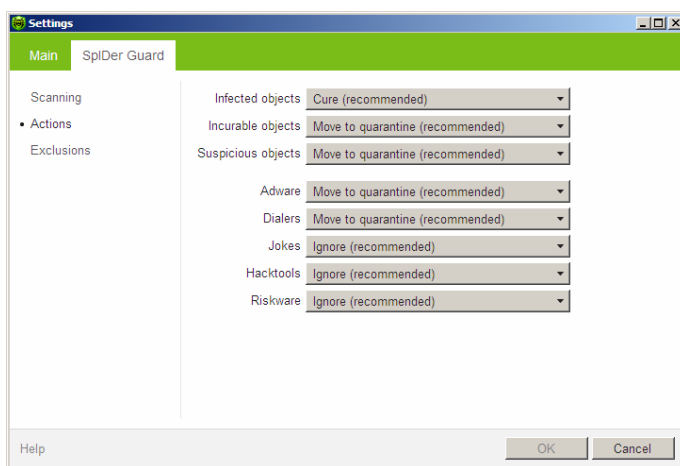 Settings
Main SpIDer Guard
Scanning
• Actions
Exclusions
Infected objects Cure (recommended)
Incurable objects Move to quarantine (recommended)
Suspicious objects Move to quarantine (recommended)
Adware Move to quarantine (recommended)
Dialers Move to quarantine (recommended)
Jokes Ignore (recommended)
Hacktools Ignore (recommended)
Riskware Ignore (recommended)
Help OK Cancel